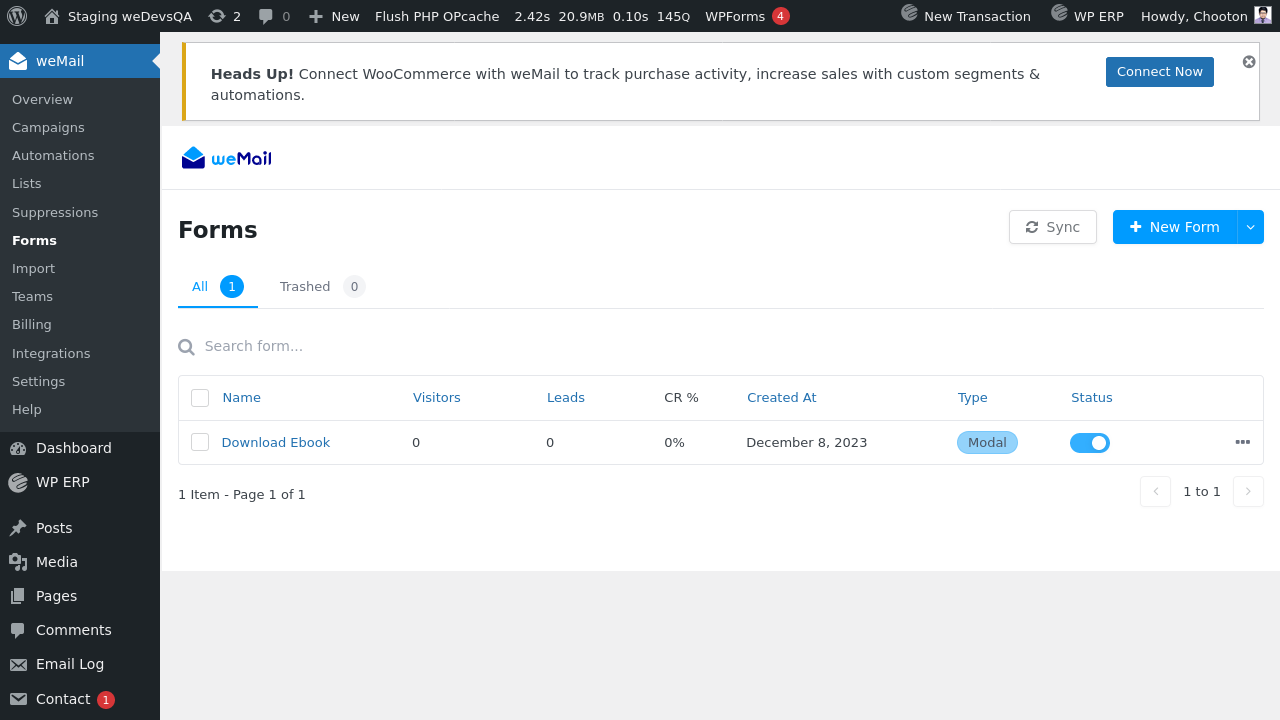 Staging weDevsQA 2 0 New Flush PHP OPcache 2.42s 20.9MB 0.10s 145Q WPForms 4 New Transaction WP ERP Howdy, Chooton
weMail
Overview
Campaigns
Automations
Lists
Suppressions
Forms
Import
Teams
Billing
Integrations
Settings
Help
Dashboard
WP ERP
Posts
Media
Pages
Comments
Email Log
Contact 1
Heads Up! Connect WooCommerce with weMail to track purchase activity, increase sales with custom segments &
automations.
Connect Now
weMail
Forms
Sync
New Form
All 1 Trashed 0
Search form...
Name Visitors Leads CR % Created At Type Status
Download Ebook 0 0 0% December 8, 2023 Modal
1 Item - Page 1 of 1
1 to 1